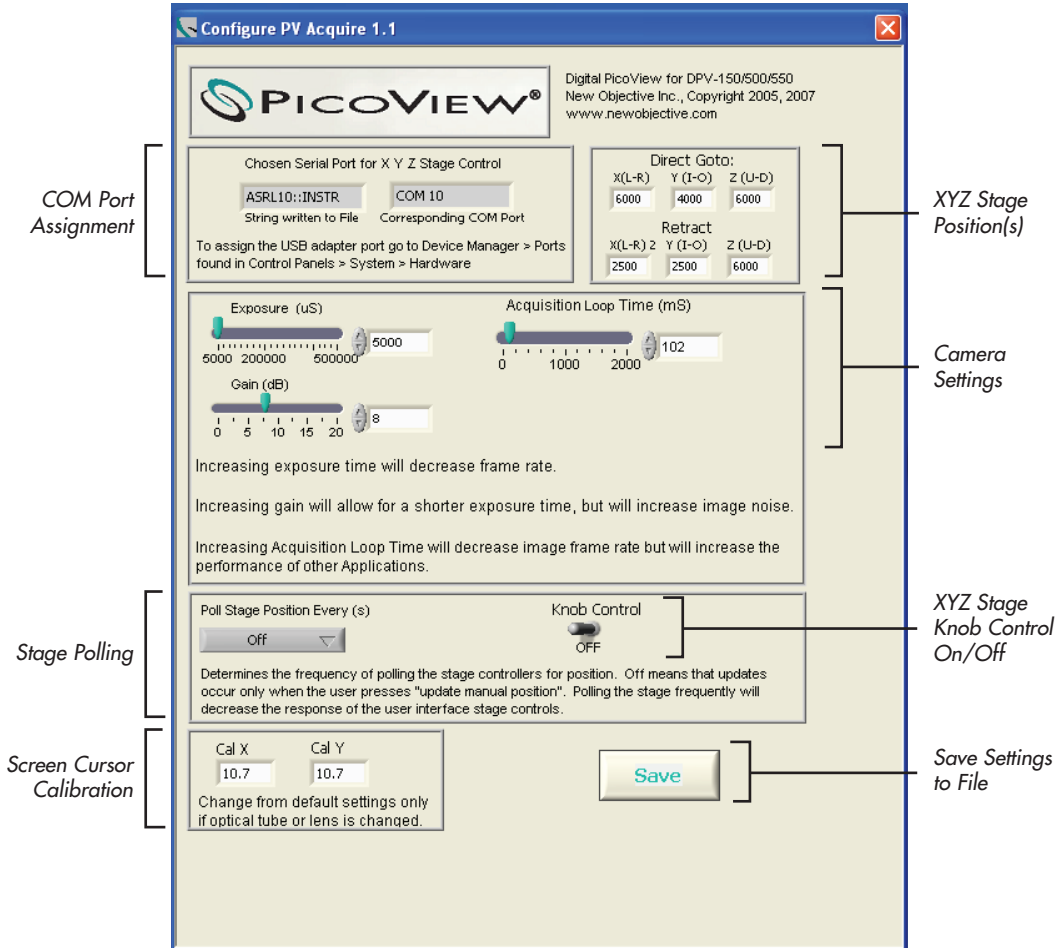 Configure PV Acquire 1.1
PICOVIEW®
Digital PicoView for DPV-150/500/550
New Objective Inc., Copyright 2005, 2007
www.newobjective.com
COM Port
Assignment
Chosen Serial Port for X Y Z Stage Control
ASRL10::INSTR COM 10
String written to File Corresponding COM Port
To assign the USB adapter port go to Device Manager > Ports
found in Control Panels > System > Hardware
Direct Goto:
X(L-R) Y (I-O) Z (U-D)
6000 4000 6000
Retract
X(L-R) 2 Y (I-O) Z (U-D)
2500 2500 6000
XYZ Stage
Position(s)
Exposure (uS)
5000
5000 200000 500000
Gain (dB)
8
0 5 10 15 20
Acquisition Loop Time (mS)
102
0 1000 2000
Camera
Settings
Increasing exposure time will decrease frame rate.
Increasing gain will allow for a shorter exposure time, but will increase image noise.
Increasing Acquisition Loop Time will decrease image frame rate but will increase the
performance of other Applications.
Stage Polling
Poll Stage Position Every (s)
Off
Knob Control
OFF
XYZ Stage
Knob Control
On/Off
Determines the frequency of polling the stage controllers for position. Off means that updates
occur only when the user presses "update manual position". Polling the stage frequently will
decrease the response of the user interface stage controls.
Screen Cursor
Calibration
Cal X Cal Y
10.7 10.7
Change from default settings only
if optical tube or lens is changed.
Save
Save Settings
to File